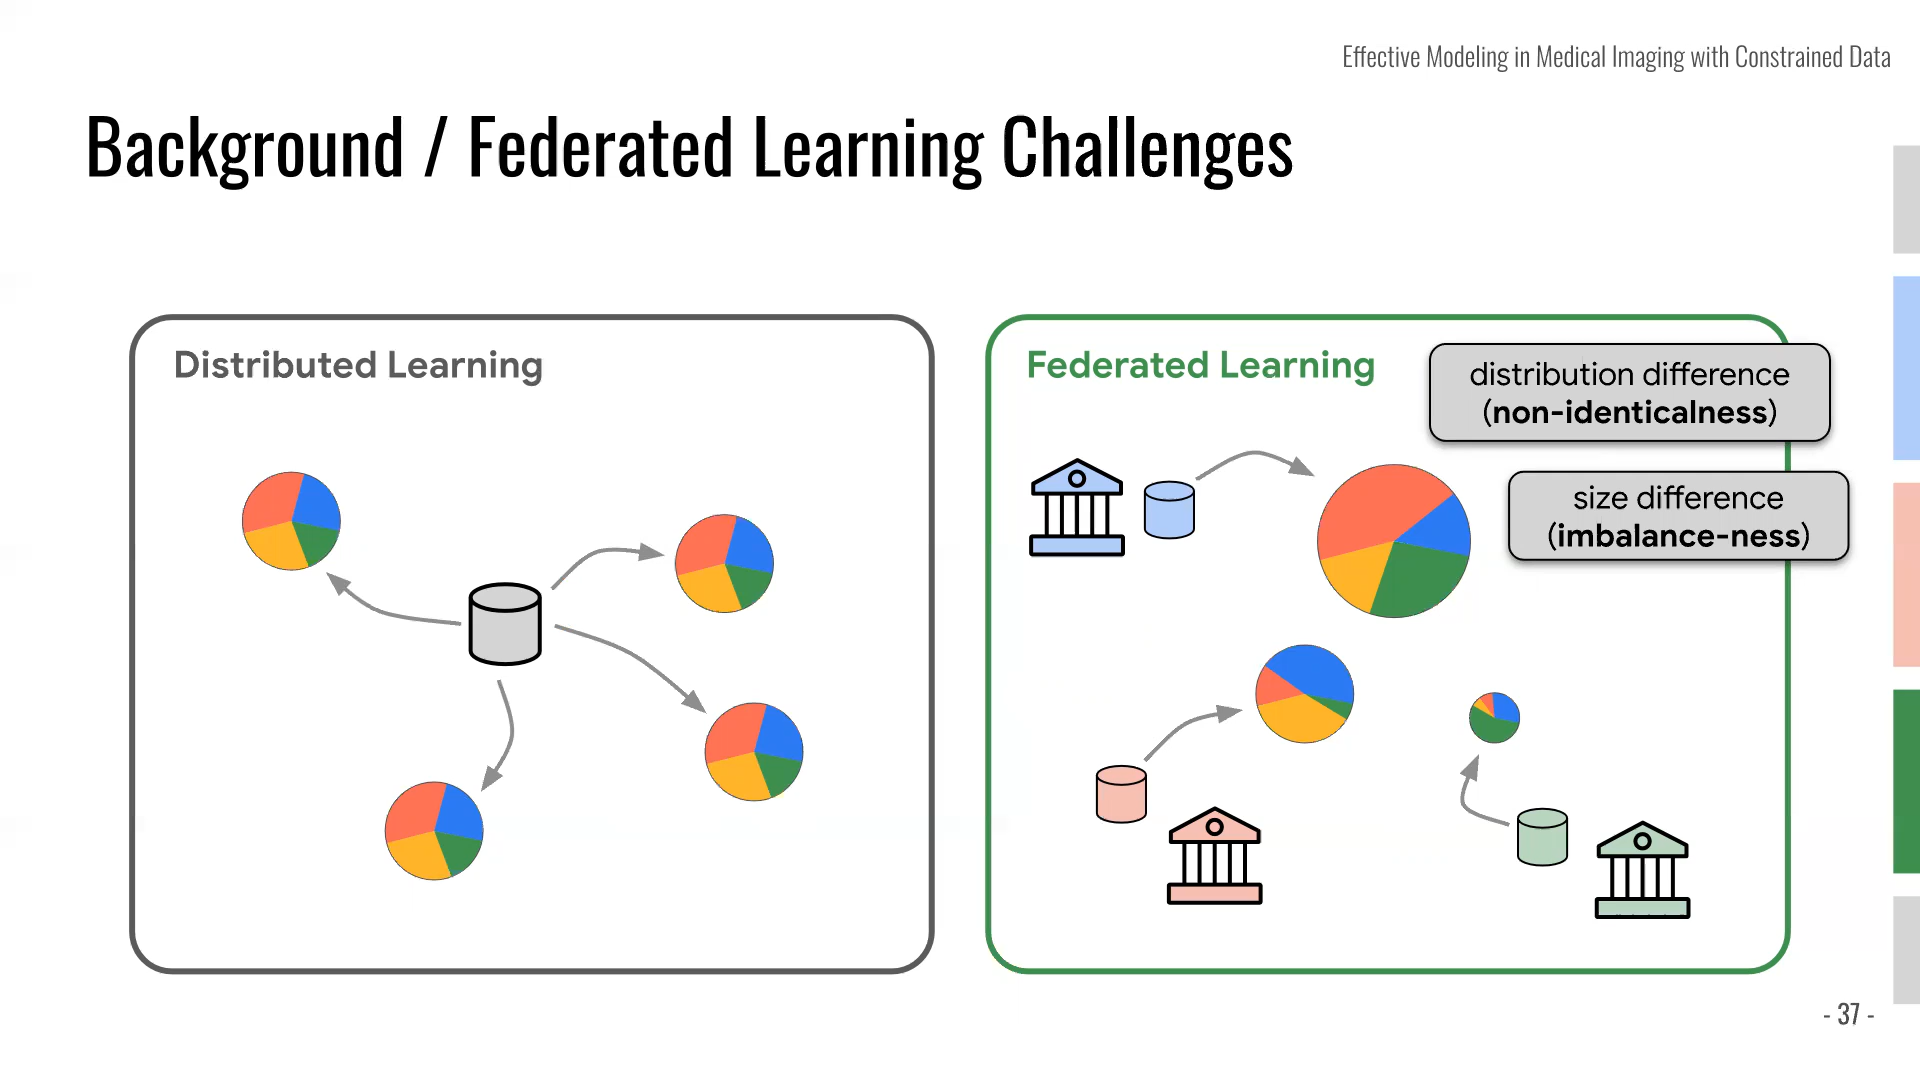 Effective Modeling in Medical Imaging with Constrained Data
Background / Federated Learning Challenges
Distributed Learning
Federated Learning
distribution difference
(non-identicalness)
size difference
(imbalance-ness)
- 37 -